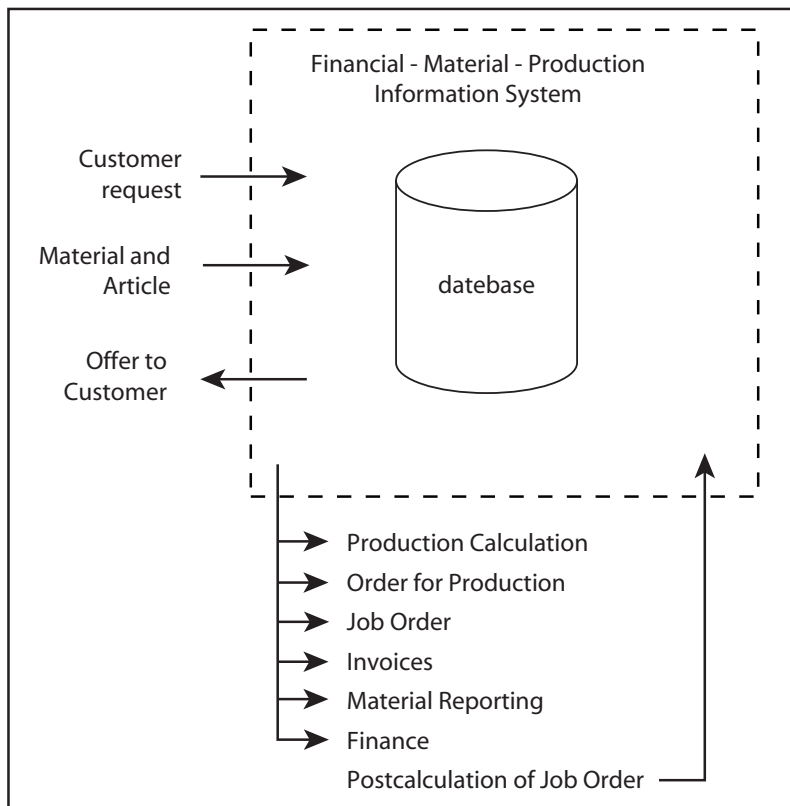 Financial - Material - Production
Information System
Customer
request
Material and
Article
datebase
Offer to
Customer
Production Calculation
Order for Production
Job Order
Invoices
Material Reporting
Finance
Postcalculation of Job Order